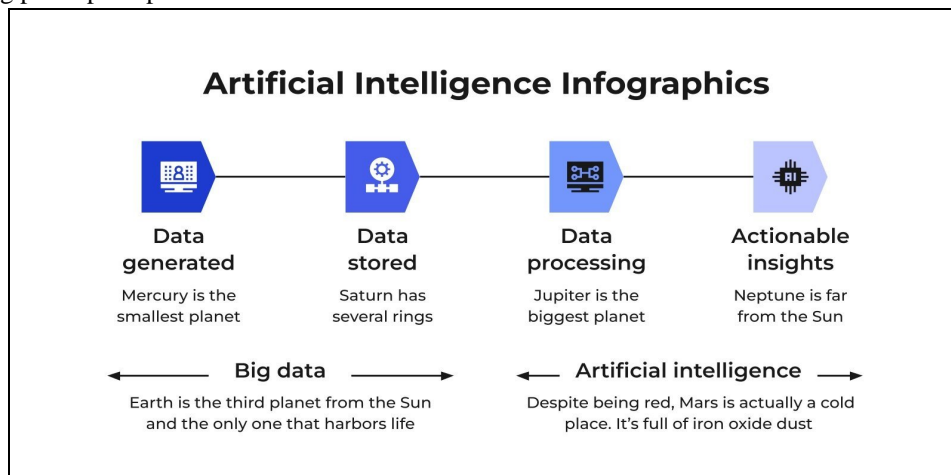 Artificial Intelligence Infographics
AI
Data
generated
Mercury is the
smallest planet
Data
stored
Saturn has
several rings
Data
processing
Jupiter is the
biggest planet
Actionable
insights
Neptune is far
from the Sun
Big data
Earth is the third planet from the Sun
and the only one that harbors life
Artificial intelligence
Despite being red, Mars is actually a cold
place. It’s full of iron oxide dust